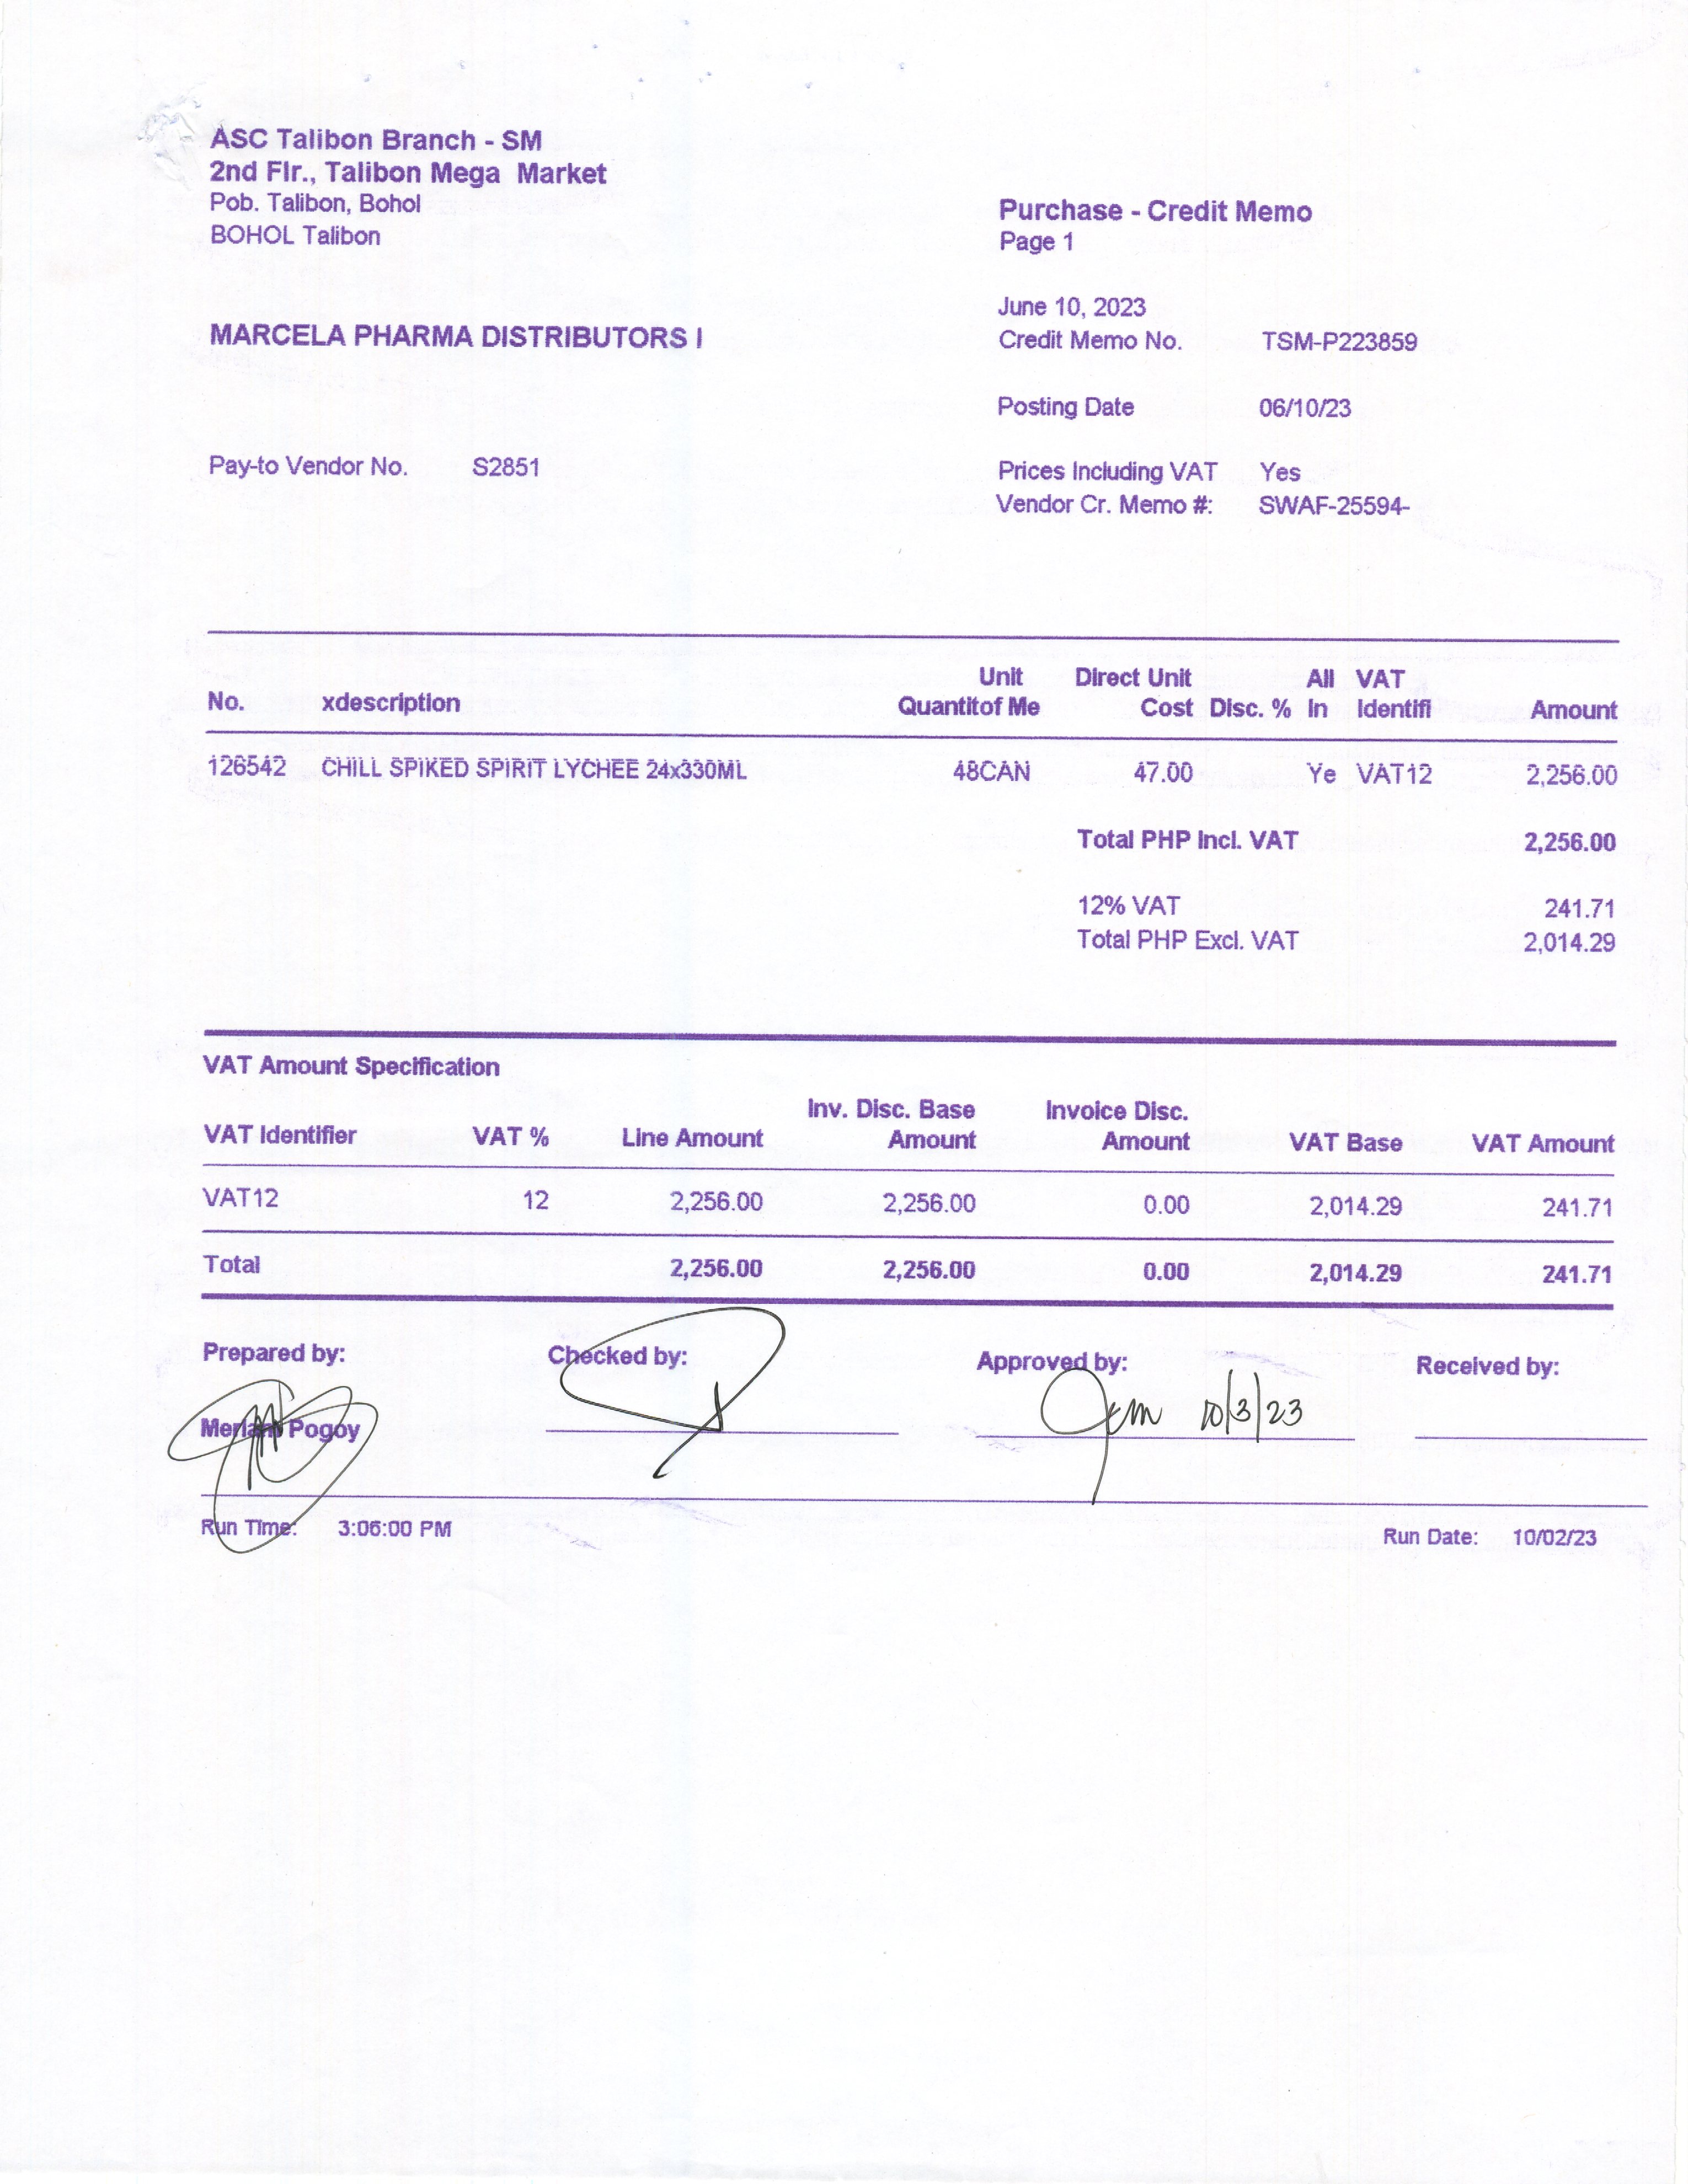 ASC Talibon Branch - SM
2nd Flr., Talibon Mega Market
Pob. Talibon, Bohol
BOHOL Talibon
Purchase - Credit Memo
Page 1
June 10, 2023
MARCELA PHARMA DISTRIBUTORS I
Credit Memo No. TSM-P223859
Posting Date 06/10/23
Pay-to Vendor No. S2851
Prices Including VAT Yes
Vendor Cr. Memo #: SWAF-25594-
Unit Direct Unit All VAT
No. xdescription Quantitof Me Cost Disc. % In Identifi Amount
126542 CHILL SPIKED SPIRIT LYCHEE 24x330ML 48CAN 47.00 Ye VAT12 2,256.00
Total PHP Incl. VAT 2,256.00
12% VAT 241.71
Total PHP Excl. VAT 2,014.29
VAT Amount Specification
Inv. Disc. Base Invoice Disc.
VAT Identifier VAT % Line Amount Amount Amount VAT Base VAT Amount
VAT12 12 2,256.00 2,256.00 0.00 2,014.29 241.71
Total 2,256.00 2,256.00 0.00 2,014.29 241.71
Prepared by: Checked by: Approved by: Received by:
Pogoy 10/3/23
Run Time: 3:06:00 PM Run Date: 10/02/23